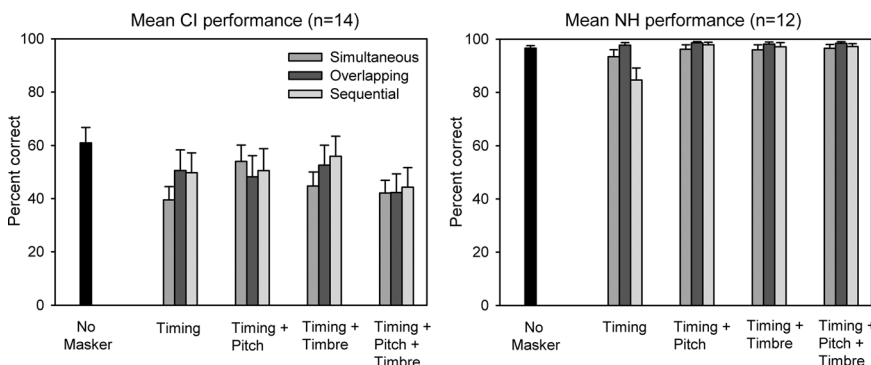 Mean CI performance (n=14)
Percent correct
100
80
60
40
20
0
Simultaneous
Overlapping
Sequential
No
Masker
Timing
Timing +
Pitch
Timing +
Timbre
Timing +
Pitch +
Timbre
Mean NH performance (n=12)
Percent correct
100
80
60
40
20
0
No
Masker
Timing
Timing +
Pitch
Timing +
Timbre
Timing +
Pitch +
Timbre